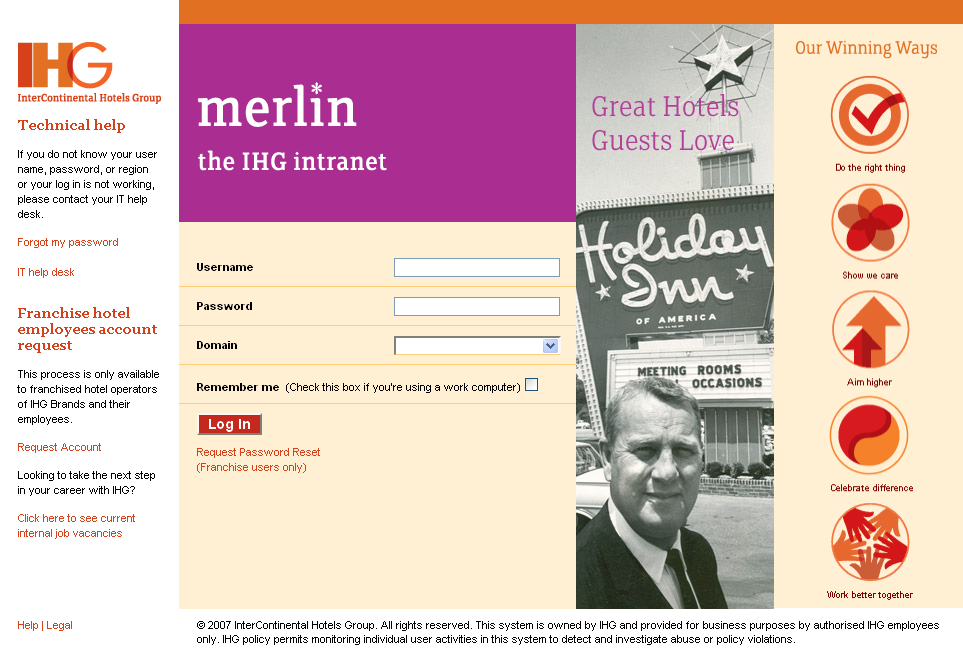 IHG
InterContinental Hotels Group
Technical help
If you do not know your user
name, password, or region
or your log in is not working,
please contact your IT help
desk.
Forgot my password
IT help desk
Franchise hotel
employees account
request
This process is only available
to franchised hotel operators
of IHG Brands and their
employees.
Request Account
Looking to take the next step
in your career with IHG?
Click here to see current
internal job vacancies
Help | Legal
merlin
the IHG intranet
Username
Password
Domain
Remember me (Check this box if you're using a work computer)
Log In
Request Password Reset
(Franchise users only)
Great Hotels
Guests Love
Holiday
Inn
OF AMERICA
MEETING ROOMS
OCCASIONS
Our Winning Ways
Do the right thing
Show we care
Aim higher
Celebrate difference
Work better together
© 2007 InterContinental Hotels Group. All rights reserved. This system is owned by IHG and provided for business purposes by authorised IHG employees
only. IHG policy permits monitoring individual user activities in this system to detect and investigate abuse or policy violations.